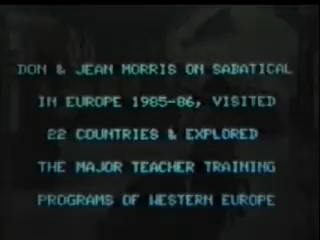 DON & JEAN MORRIS ON SABATICAL
IN EUROPE 1985-86, VISITED
22 COUNTRIES & EXPLORED
THE MAJOR TEACHER TRAINING
PROGRAMS OF WESTERN EUROPE